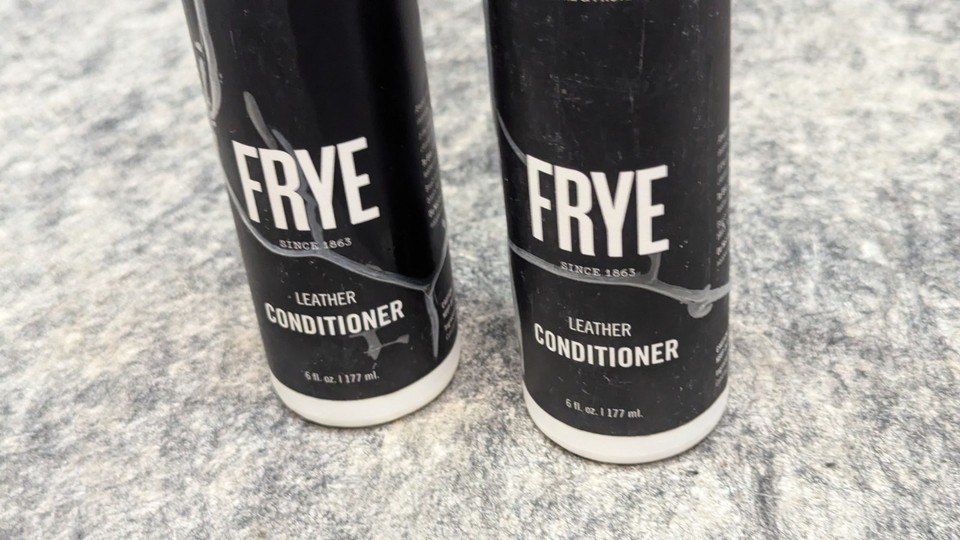 FRYE
SINCE 1863
LEATHER
CONDITIONER
6 fl. oz. | 177 ml.
FRYE
SINCE 1863
LEATHER
CONDITIONER
6 fl. oz. | 177 ml.